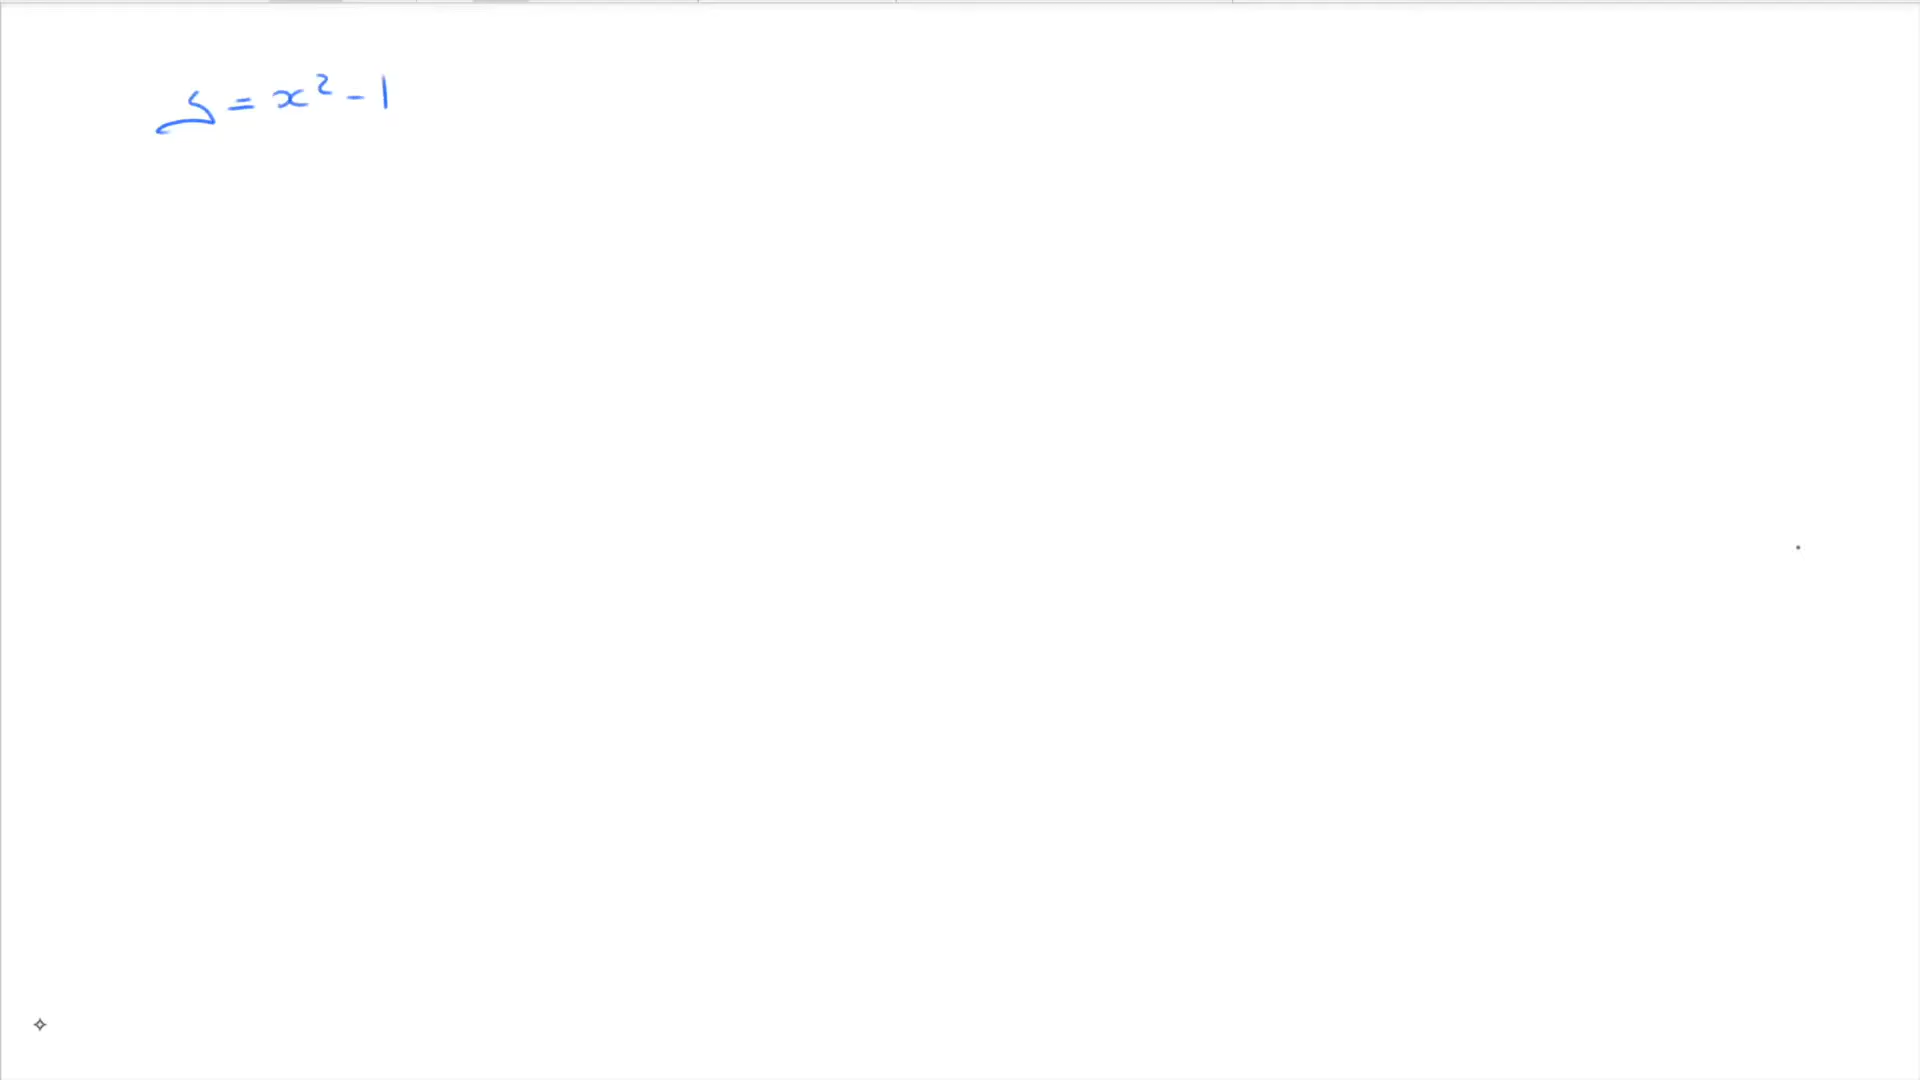 y = x² - 1